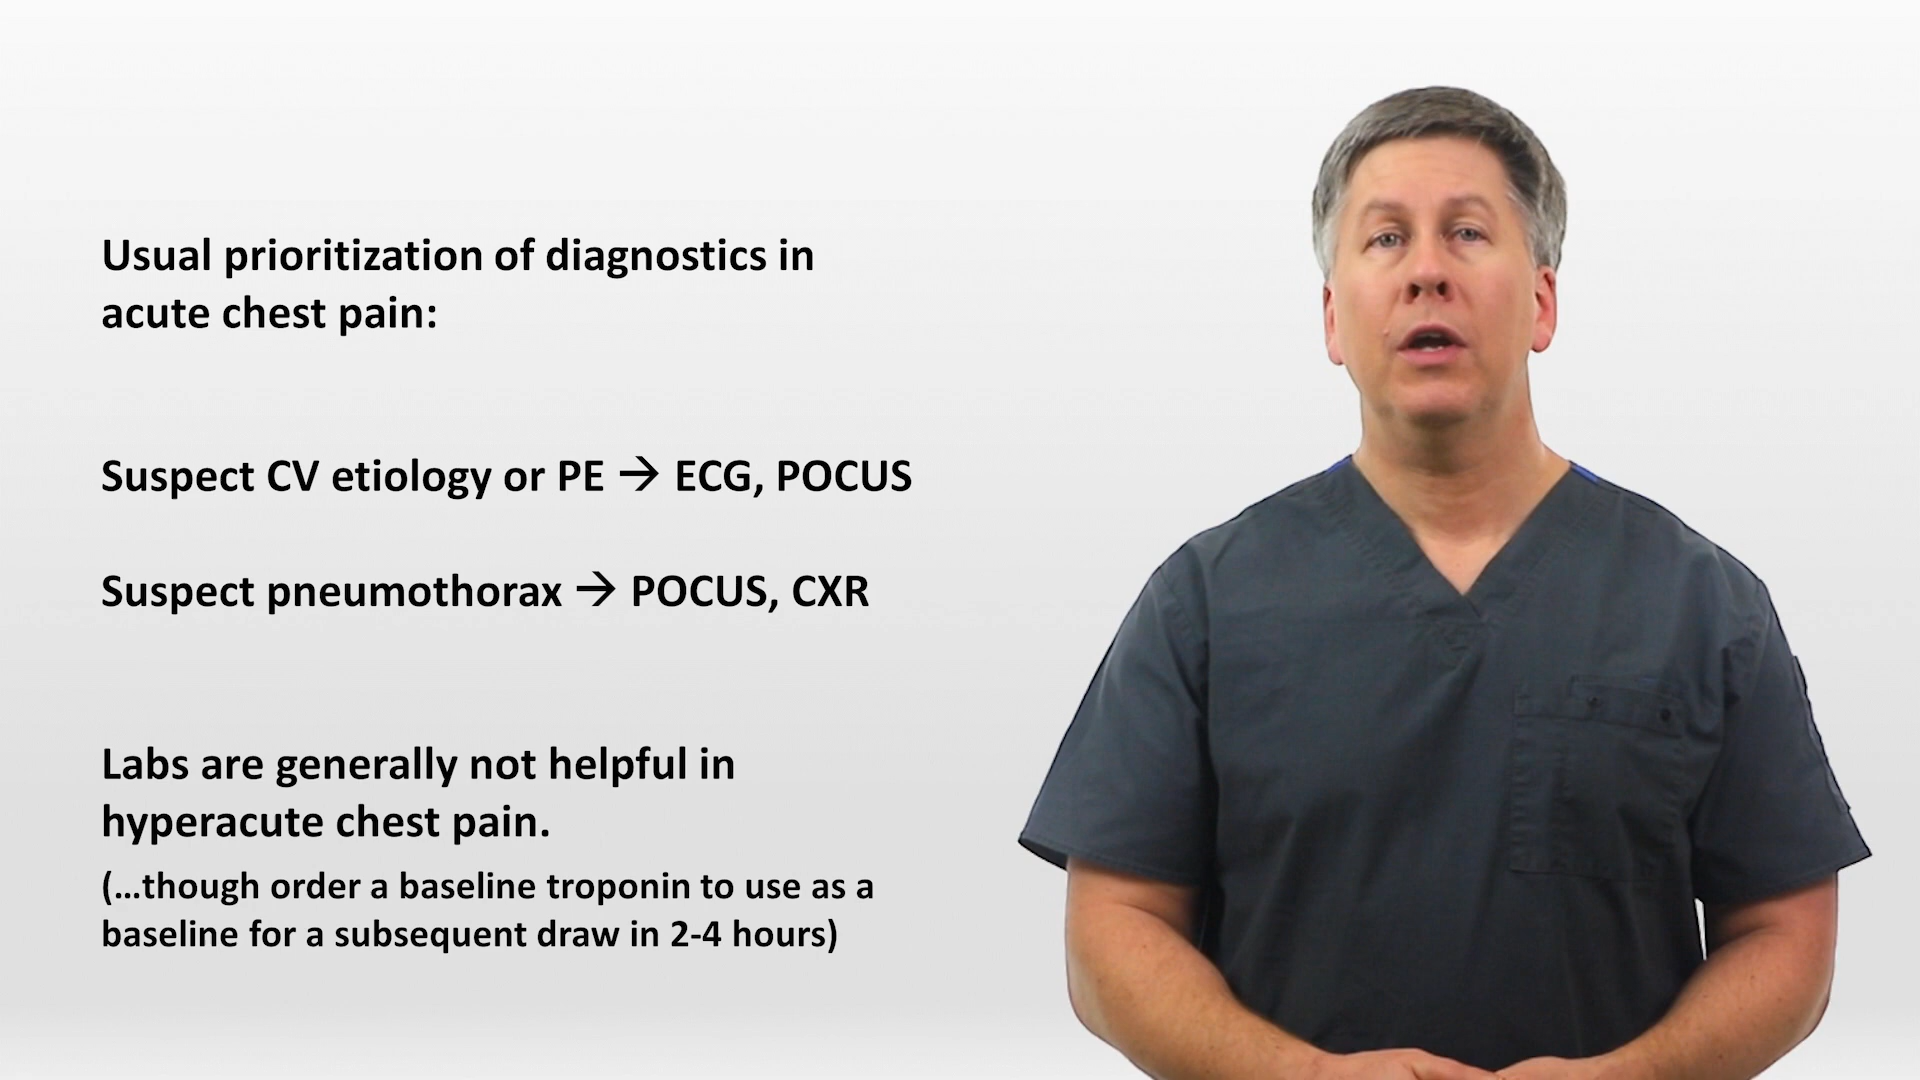 Usual prioritization of diagnostics in
acute chest pain:
Suspect CV etiology or PE → ECG, POCUS
Suspect pneumothorax → POCUS, CXR
Labs are generally not helpful in
hyperacute chest pain.
(...though order a baseline troponin to use as a
baseline for a subsequent draw in 2-4 hours)